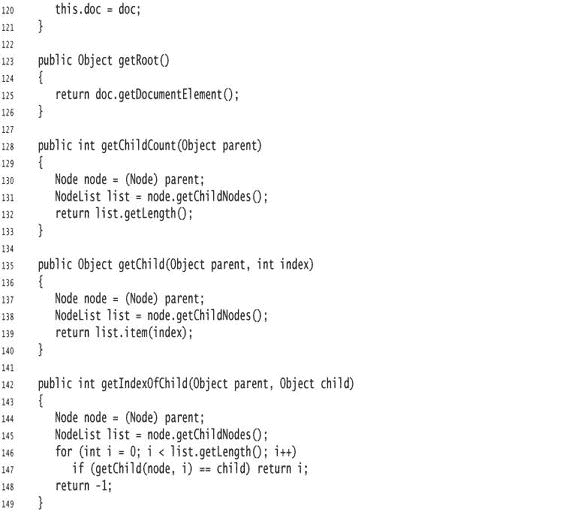 120 this.doc = doc;
121 }
122
123 public Object getRoot()
124 {
125 return doc.getDocumentElement();
126 }
127
128 public int getChildCount(Object parent)
129 {
130 Node node = (Node) parent;
131 NodeList list = node.getChildNodes();
132 return list.getLength();
133 }
134
135 public Object getChild(Object parent, int index)
136 {
137 Node node = (Node) parent;
138 NodeList list = node.getChildNodes();
139 return list.item(index);
140 }
141
142 public int getIndexOfChild(Object parent, Object child)
143 {
144 Node node = (Node) parent;
145 NodeList list = node.getChildNodes();
146 for (int i = 0; i < list.getLength(); i++)
147 if (getChild(node, i) == child) return i;
148 return -1;
149 }